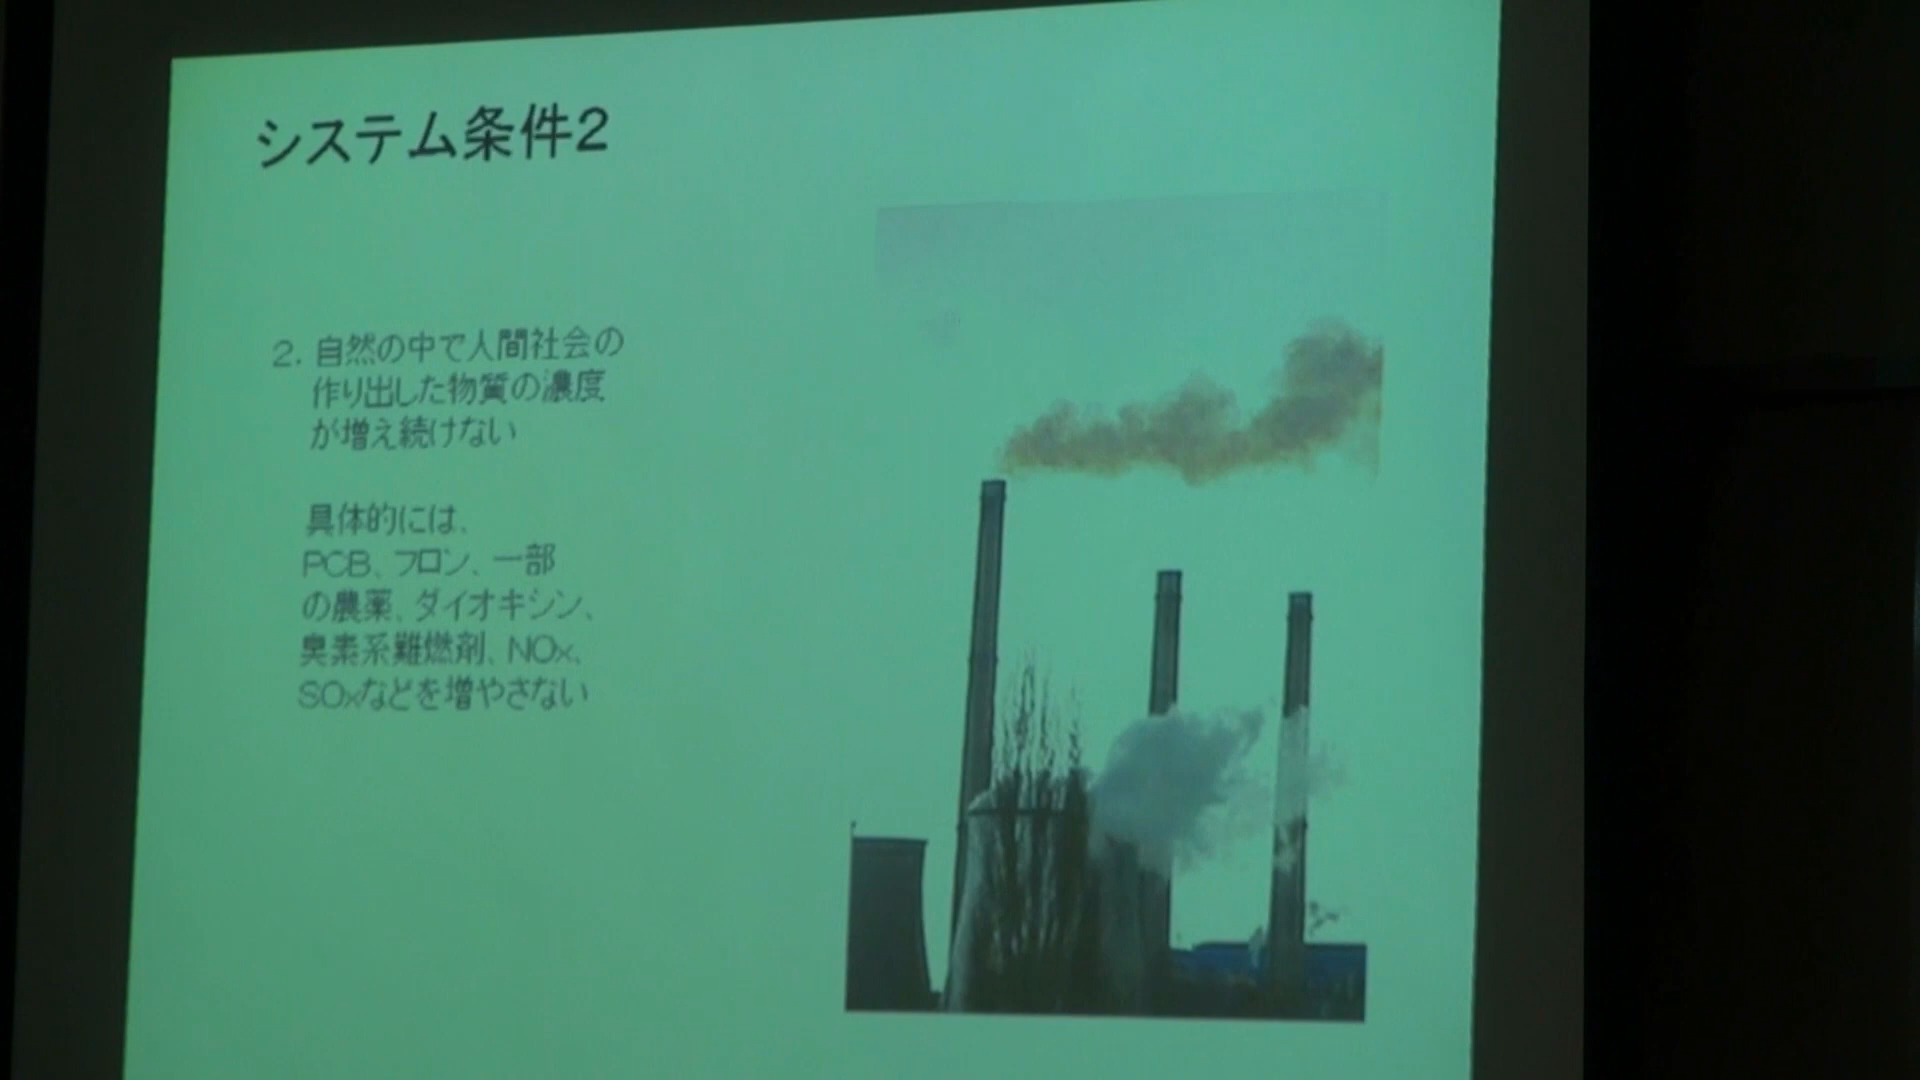 システム条件2
2. 自然の中で人間社会の
作り出した物質の濃度
が増え続けない
具体的には、
PCB、フロン、一部
の農薬、ダイオキシン、
臭素系難燃剤、NOx、
SOxなどを増やさない